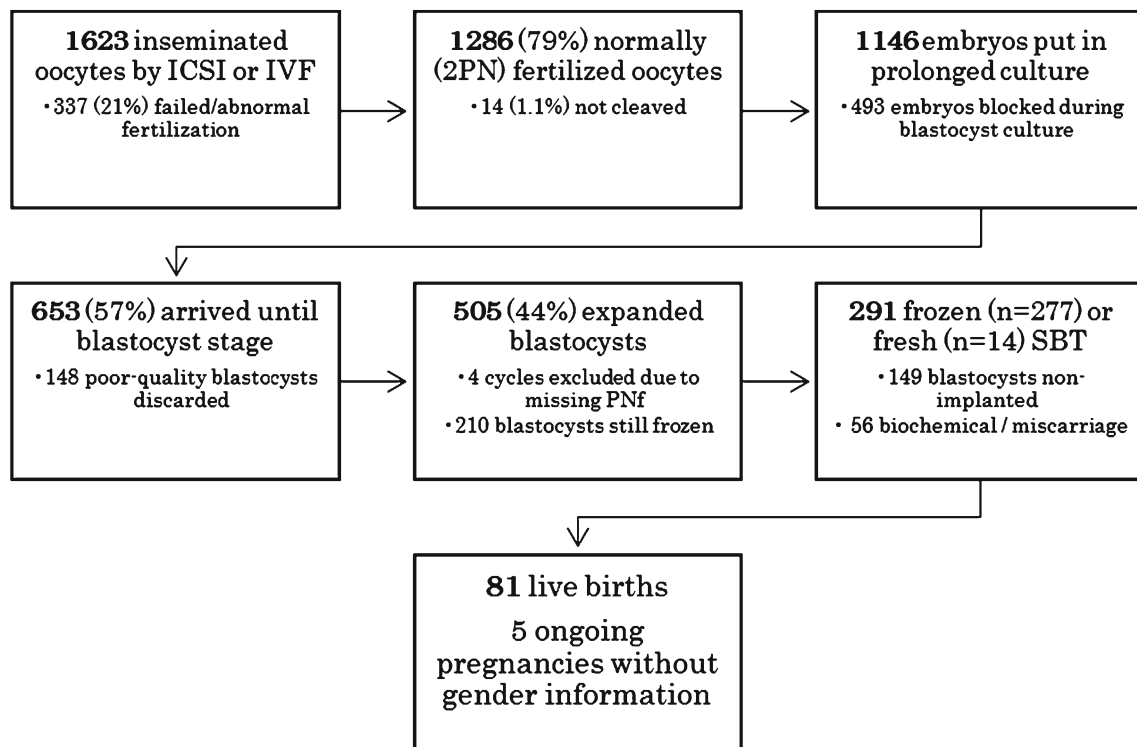 1623 inseminated
oocytes by ICSI or IVF
• 337 (21%) failed/abnormal
fertilization
1286 (79%) normally
(2PN) fertilized oocytes
• 14 (1.1%) not cleaved
1146 embryos put in
prolonged culture
• 493 embryos blocked during
blastocyst culture
653 (57%) arrived until
blastocyst stage
• 148 poor-quality blastocysts
discarded
505 (44%) expanded
blastocysts
• 4 cycles excluded due to
missing PNf
• 210 blastocysts still frozen
291 frozen (n=277) or
fresh (n=14) SBT
• 149 blastocysts non-
implanted
• 56 biochemical / miscarriage
81 live births
5 ongoing
pregnancies without
gender information